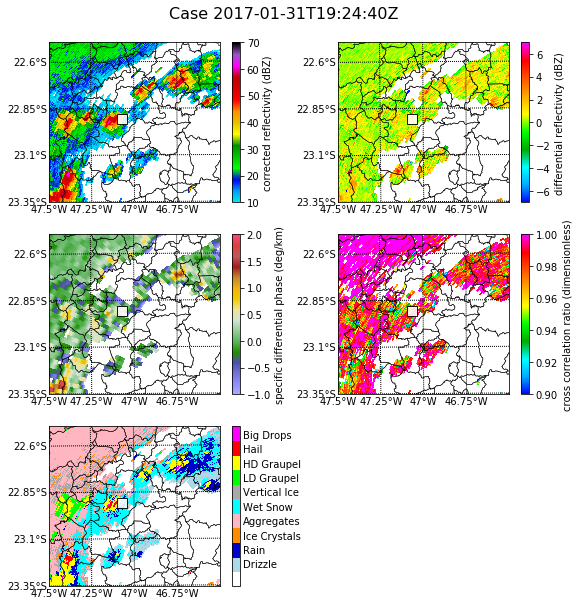 Case 2017-01-31T19:24:40Z
22.6°S
22.85°S
23.1°S
23.35°S
47.5°W 47.25°W 47°W 46.75°W
70
60
50
40
30
20
10
corrected reflectivity (dBZ)
22.6°S
22.85°S
23.1°S
23.35°S
47.5°W 47.25°W 47°W 46.75°W
6
4
2
0
−2
−4
−6
differential reflectivity (dBZ)
22.6°S
22.85°S
23.1°S
23.35°S
47.5°W 47.25°W 47°W 46.75°W
2.0
1.5
1.0
0.5
0.0
−0.5
−1.0
specific differential phase (deg/km)
22.6°S
22.85°S
23.1°S
23.35°S
47.5°W 47.25°W 47°W 46.75°W
1.00
0.98
0.96
0.94
0.92
0.90
cross correlation ratio (dimensionless)
22.6°S
22.85°S
23.1°S
23.35°S
47.5°W 47.25°W 47°W 46.75°W
Big Drops
Hail
HD Graupel
LD Graupel
Vertical Ice
Wet Snow
Aggregates
Ice Crystals
Rain
Drizzle